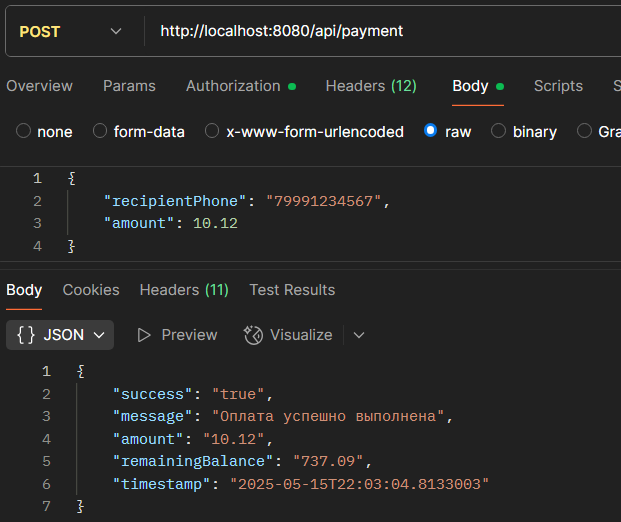 POST http://localhost:8080/api/payment
Overview Params Authorization Headers (12) Body Scripts S
none form-data x-www-form-urlencoded raw binary Gra
1 {
2 "recipientPhone": "79991234567",
3 "amount": 10.12
4 }
Body Cookies Headers (11) Test Results
{} JSON Preview Visualize
1 {
2 "success": "true",
3 "message": "Оплата успешно выполнена",
4 "amount": "10.12",
5 "remainingBalance": "737.09",
6 "timestamp": "2025-05-15T22:03:04.8133003"
7 }